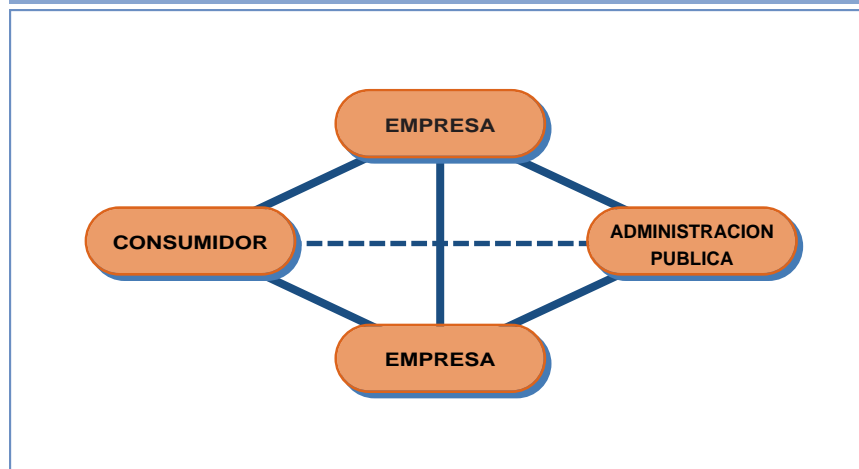 EMPRESA
CONSUMIDOR
ADMINISTRACION
PUBLICA
EMPRESA